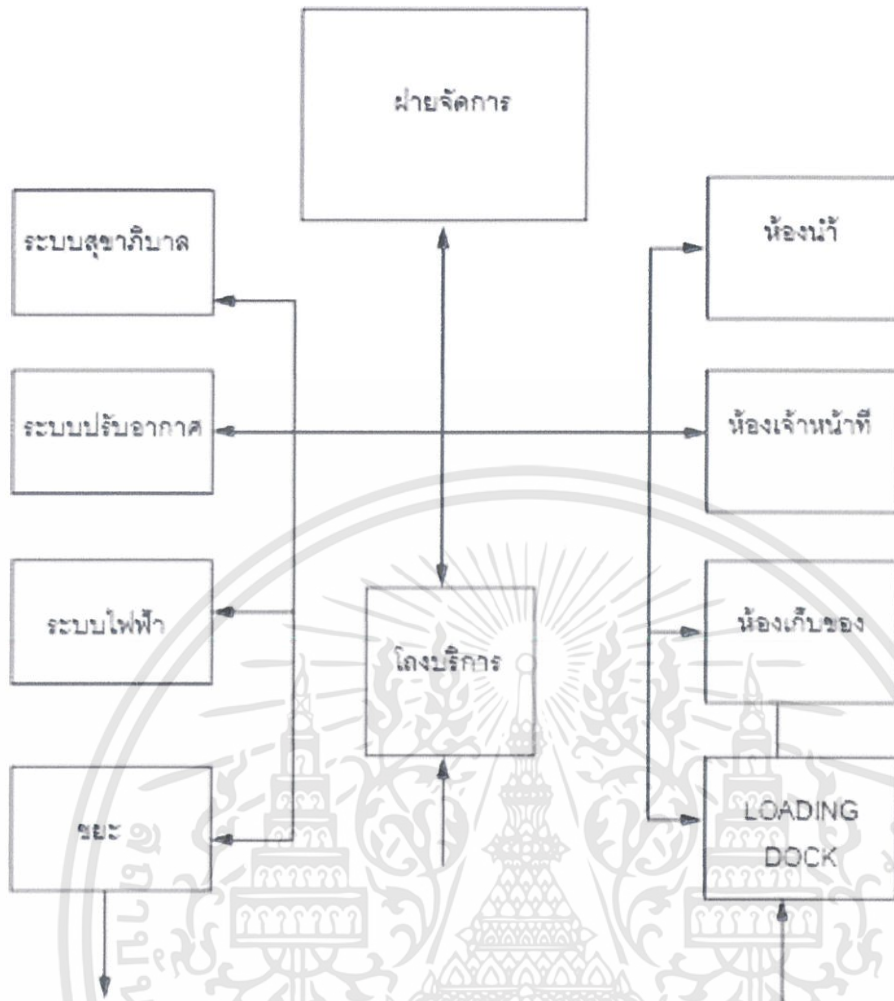 ฝ่ายจัดการ
ระบบสุขาภิบาล
ห้องนำ้
ระบบปรับอากาศ
ห้องเจ้าหน้าที่
ระบบไฟฟ้า
โถงบริการ
ห้องเก็บของ
ขยะ
LOADING
DOCK